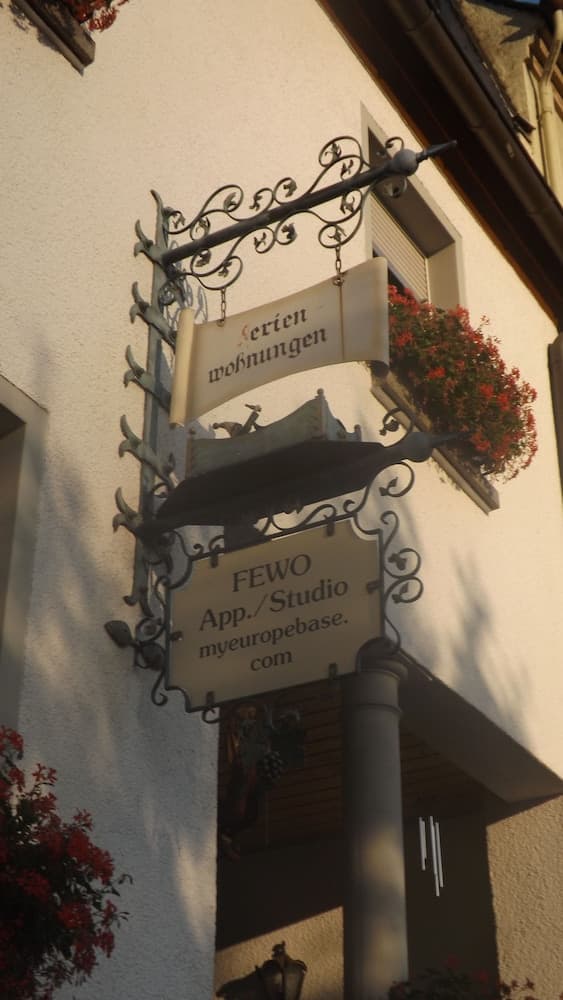 Ferien
wohnungen
FEWO
App./Studio
myeuropebase.
com